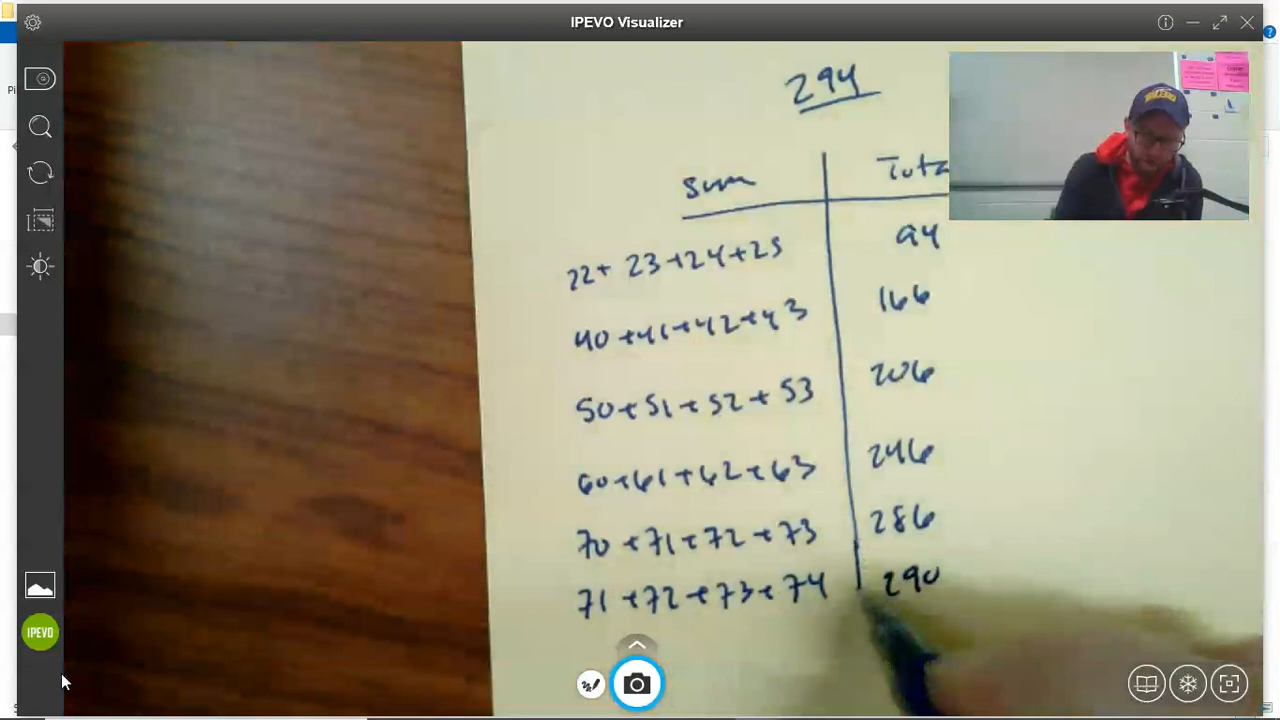 IPEVO Visualizer
294
Sum Tota
22+ 23+24+25 94
40+41+42+43 166
50+51+52+53 206
60+61+62+63 246
70+71+72+73 286
71+72+73+74 290
IPEVO